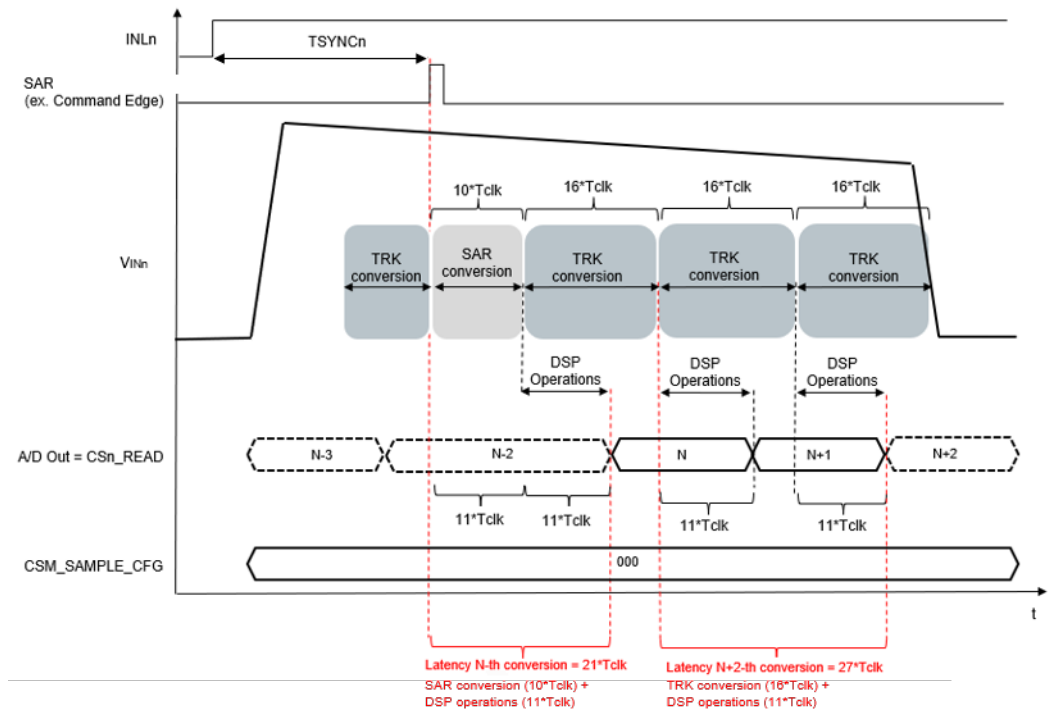 INLn
TSYNCn
SAR
(ex. Command Edge)
10*Tclk
16*Tclk
16*Tclk
16*Tclk
VINn
TRK
conversion
SAR
conversion
TRK
conversion
TRK
conversion
TRK
conversion
DSP
Operations
DSP
Operations
DSP
Operations
A/D Out = CSn_READ
N-3
N-2
N
N+1
N+2
11*Tclk
11*Tclk
11*Tclk
11*Tclk
CSM_SAMPLE_CFG
000
t
Latency N-th conversion = 21*Tclk
SAR conversion (10*Tclk) +
DSP operations (11*Tclk)
Latency N+2-th conversion = 27*Tclk
TRK conversion (16*Tclk) +
DSP operations (11*Tclk)